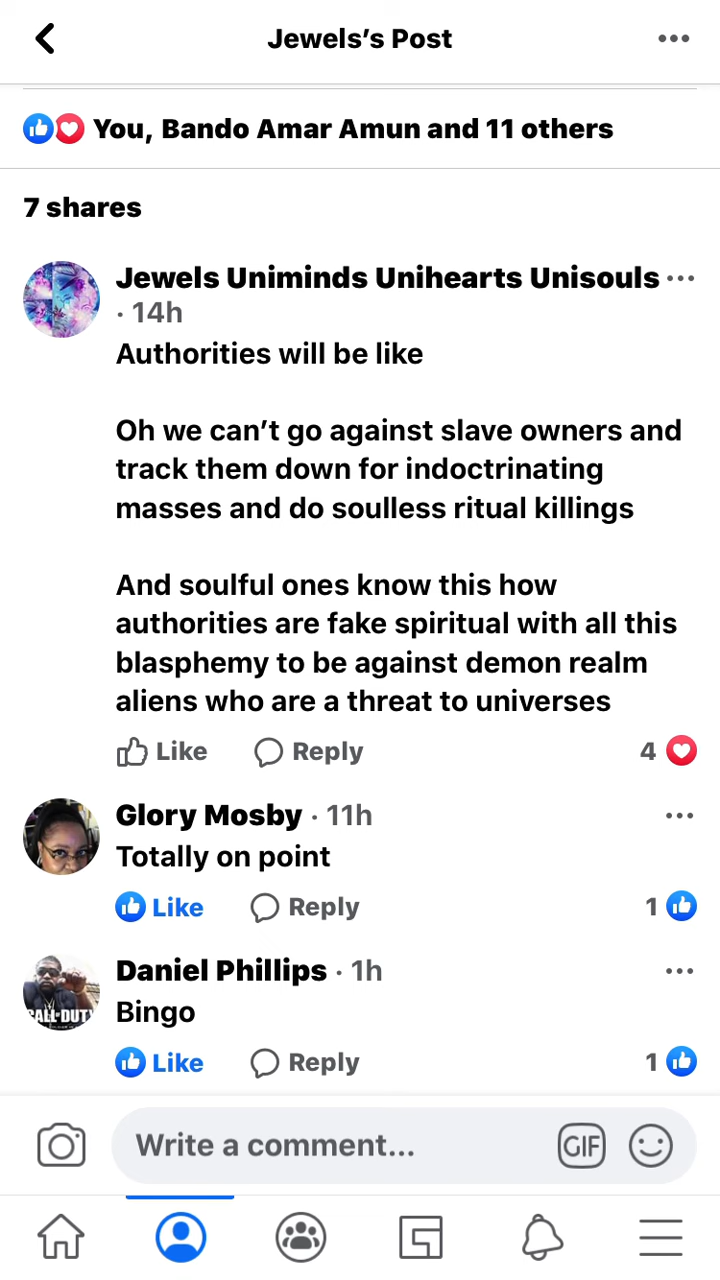 Jewels's Post
You, Bando Amar Amun and 11 others
7 shares
Jewels Uniminds Unihearts Unisouls
· 14h
Authorities will be like
Oh we can't go against slave owners and
track them down for indoctrinating
masses and do soulless ritual killings
And soulful ones know this how
authorities are fake spiritual with all this
blasphemy to be against demon realm
aliens who are a threat to universes
Like Reply 4
Glory Mosby · 11h
Totally on point
Like Reply 1
Daniel Phillips · 1h
CALL·DUTY
Bingo
Like Reply 1
Write a comment... GIF